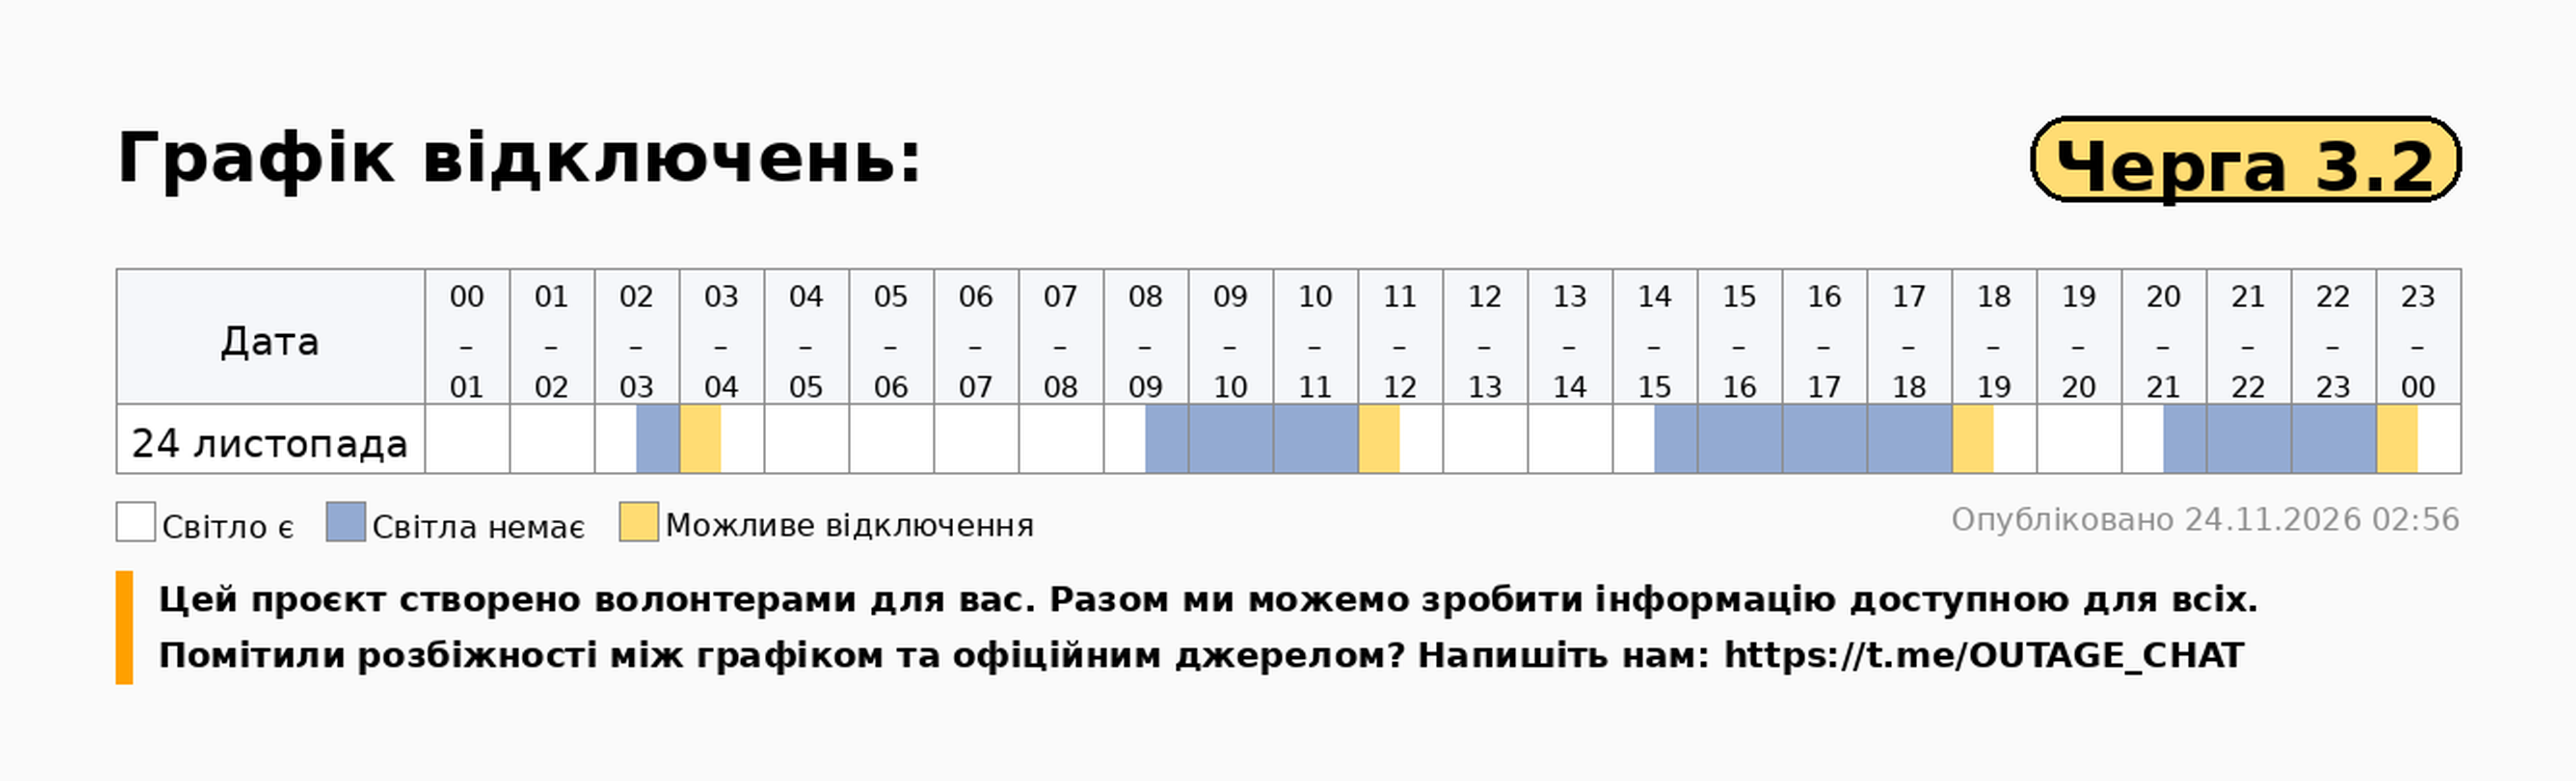 Графік відключень:
Черга 3.2
Дата
00 – 01
01 – 02
02 – 03
03 – 04
04 – 05
05 – 06
06 – 07
07 – 08
08 – 09
09 – 10
10 – 11
11 – 12
12 – 13
13 – 14
14 – 15
15 – 16
16 – 17
17 – 18
18 – 19
19 – 20
20 – 21
21 – 22
22 – 23
23 – 00
24 листопада
Світло є
Світла немає
Можливе відключення
Опубліковано 24.11.2026 02:56
Цей проєкт створено волонтерами для вас. Разом ми можемо зробити інформацію доступною для всіх.
Помітили розбіжності між графіком та офіційним джерелом? Напишіть нам: https://t.me/OUTAGE_CHAT